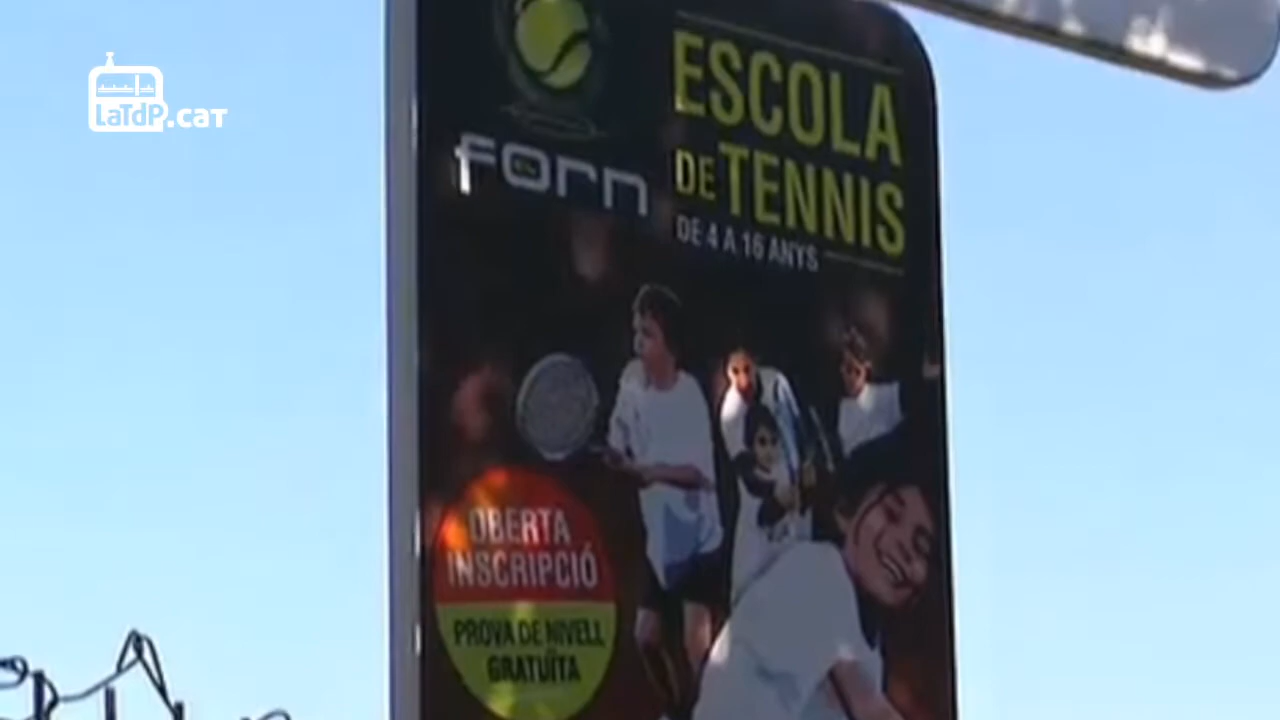 LaTdP.cat
forn
ESCOLA
DE TENNIS
DE 4 A 16 ANYS
OBERTA
INSCRIPCIÓ
PROVA DE NIVELL
GRATUÏTA